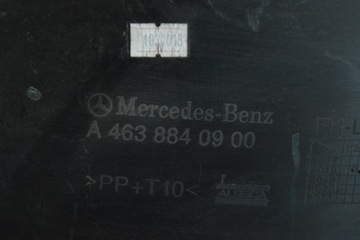 Mercedes-Benz
A 463 884 09 00
>PP+T10<